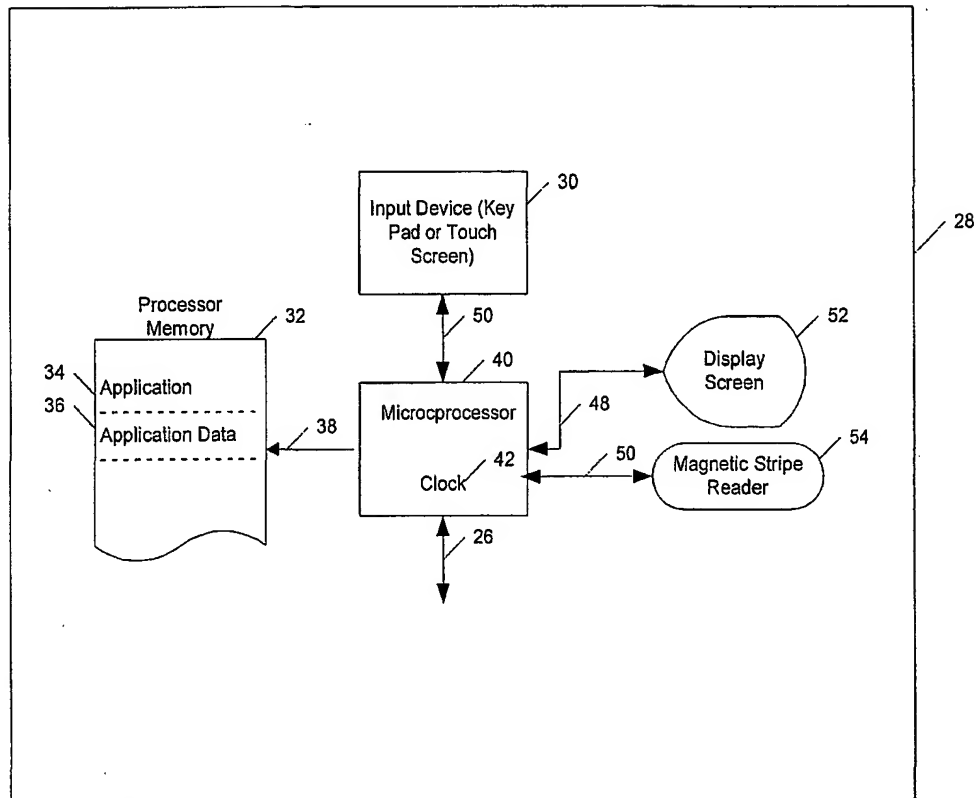 30
Input Device (Key
Pad or Touch
Screen)
28
50
Processor
Memory
32
52
Display
Screen
34
Application
36
Application Data
38
40
Microcprocessor
42
Clock
48
50
54
Magnetic Stripe
Reader
26